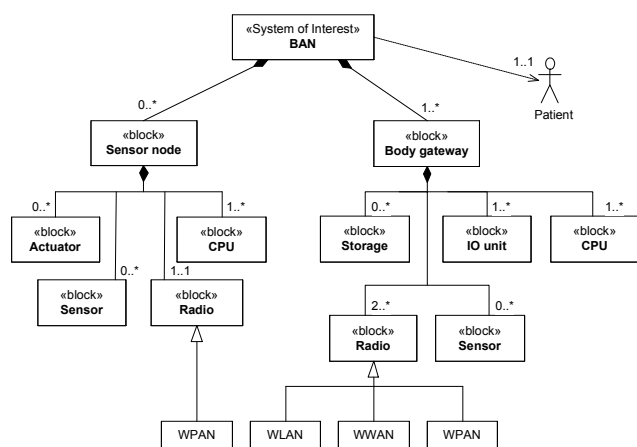 «System of Interest»
BAN
1..1
Patient
0..*
1..*
«block»
Sensor node
«block»
Body gateway
0..*
1..*
0..*
1..*
1..*
«block»
Actuator
«block»
CPU
«block»
Storage
«block»
IO unit
«block»
CPU
0..*
1..1
«block»
Sensor
«block»
Radio
2..*
0..*
«block»
Radio
«block»
Sensor
WPAN
WLAN
WWAN
WPAN